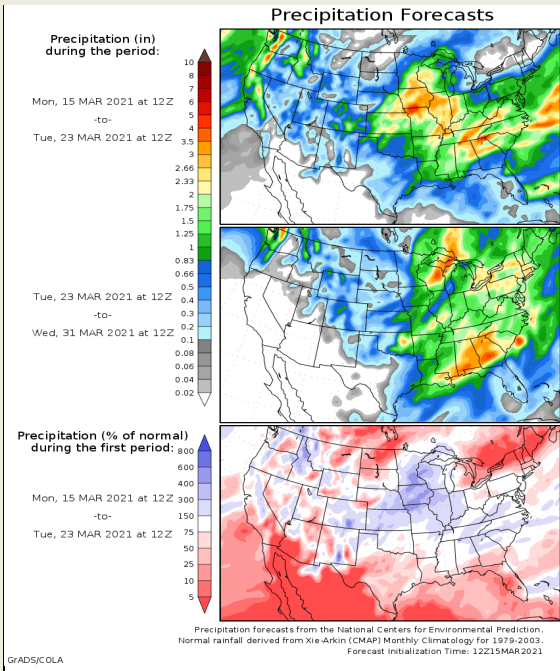 Precipitation Forecasts
Precipitation (in)
during the period:
Mon, 15 MAR 2021 at 12Z
-to-
Tue, 23 MAR 2021 at 12Z
10
8
7
6
5
4
3.5
3
2.66
2.33
2
1.75
1.5
1.25
1
0.83
0.66
0.5
0.4
0.3
0.2
0.1
0.08
0.06
0.04
0.02
Tue, 23 MAR 2021 at 12Z
-to-
Wed, 31 MAR 2021 at 12Z
Precipitation (% of normal)
during the first period:
Mon, 15 MAR 2021 at 12Z
-to-
Tue, 23 MAR 2021 at 12Z
800
600
400
300
150
75
50
25
10
5
Precipitation forecasts from the National Centers for Environmental Prediction.
Normal rainfall derived from Xie-Arkin (CMAP) Monthly Climatology for 1979-2003.
Forecast Initialization Time: 12Z15MAR2021
GrADS/COLA